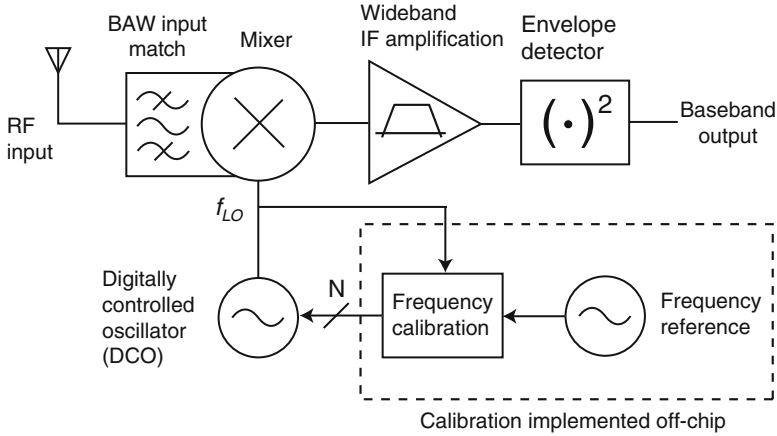 BAW input
match
Mixer
Wideband
IF amplification
Envelope
detector
RF
input
(·)²
Baseband
output
f_LO
Digitally
controlled
oscillator
(DCO)
N
Frequency
calibration
Frequency
reference
Calibration implemented off-chip